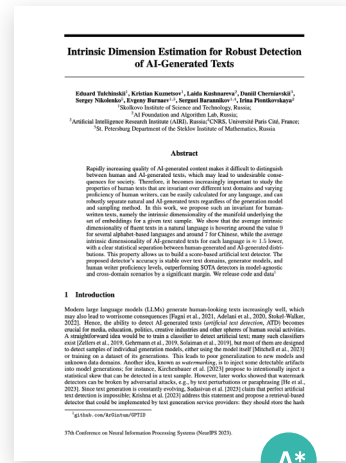 Intrinsic Dimension Estimation for Robust Detection
of AI-Generated Texts
Eduard Tulchinskii¹, Kristian Kuznetsov¹, Laida Kushnareva², Daniil Cherniavskii³,
Sergey Nikolenko⁵, Evgeny Burnaev¹,³, Serguei Barannikov¹,⁴, Irina Piontkovskaya²
¹Skolkovo Institute of Science and Technology, Russia;
²AI Foundation and Algorithm Lab, Russia;
³Artificial Intelligence Research Institute (AIRI), Russia;⁴CNRS, Université Paris Cité, France;
⁵St. Petersburg Department of the Steklov Institute of Mathematics, Russia
Abstract
Rapidly increasing quality of AI-generated content makes it difficult to distinguish
between human and AI-generated texts, which may lead to undesirable conse-
quences for society. Therefore, it becomes increasingly important to study the
properties of human texts that are invariant over different text domains and varying
proficiency of human writers, can be easily calculated for any language, and can
robustly separate natural and AI-generated texts regardless of the generation model
and sampling method. In this work, we propose such an invariant for human-
written texts, namely the intrinsic dimensionality of the manifold underlying the
set of embeddings for a given text sample. We show that the average intrinsic
dimensionality of fluent texts in a natural language is hovering around the value 9
for several alphabet-based languages and around 7 for Chinese, while the average
intrinsic dimensionality of AI-generated texts for each language is ≈ 1.5 lower,
with a clear statistical separation between human-generated and AI-generated distri-
butions. This property allows us to build a score-based artificial text detector. The
proposed detector's accuracy is stable over text domains, generator models, and
human writer proficiency levels, outperforming SOTA detectors in model-agnostic
and cross-domain scenarios by a significant margin. We release code and data¹
1 Introduction
Modern large language models (LLMs) generate human-looking texts increasingly well, which
may also lead to worrisome consequences [Fagni et al., 2021, Adelani et al., 2020, Stokel-Walker,
2022]. Hence, the ability to detect AI-generated texts (artificial text detection, ATD) becomes
crucial for media, education, politics, creative industries and other spheres of human social activities.
A straightforward idea would be to train a classifier to detect artificial text; many such classifiers
exist [Zellers et al., 2019, Gehrmann et al., 2019, Solaiman et al., 2019], but most of them are designed
to detect samples of individual generation models, either using the model itself [Mitchell et al., 2023]
or training on a dataset of its generations. This leads to poor generalization to new models and
unknown data domains. Another idea, known as watermarking, is to inject some detectable artifacts
into model generations; for instance, Kirchenbauer et al. [2023] propose to intentionally inject a
statistical skew that can be detected in a text sample. However, later works showed that watermark
detectors can be broken by adversarial attacks, e.g., by text perturbations or paraphrasing [He et al.,
2023]. Since text generation is constantly evolving, Sadasivan et al. [2023] claim that perfect artificial
text detection is impossible; Krishna et al. [2023] address this statement and propose a retrieval-based
detector that could be implemented by text generation service providers: they should store the hash
¹github.com/ArGintum/GPTID
37th Conference on Neural Information Processing Systems (NeurIPS 2023).
A*